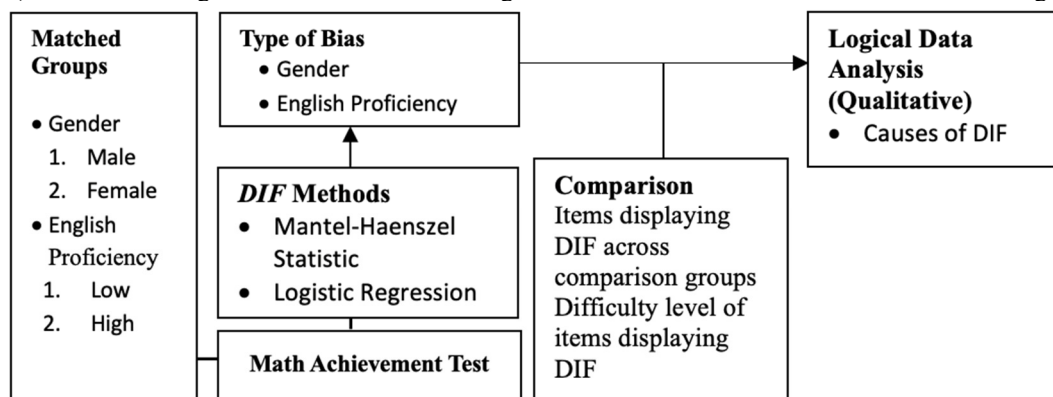 Matched
Groups
• Gender
1. Male
2. Female
• English
Proficiency
1. Low
2. High
Type of Bias
• Gender
• English Proficiency
DIF Methods
• Mantel-Haenszel
Statistic
• Logistic Regression
Math Achievement Test
Comparison
Items displaying
DIF across
comparison groups
Difficulty level of
items displaying
DIF
Logical Data
Analysis
(Qualitative)
• Causes of DIF